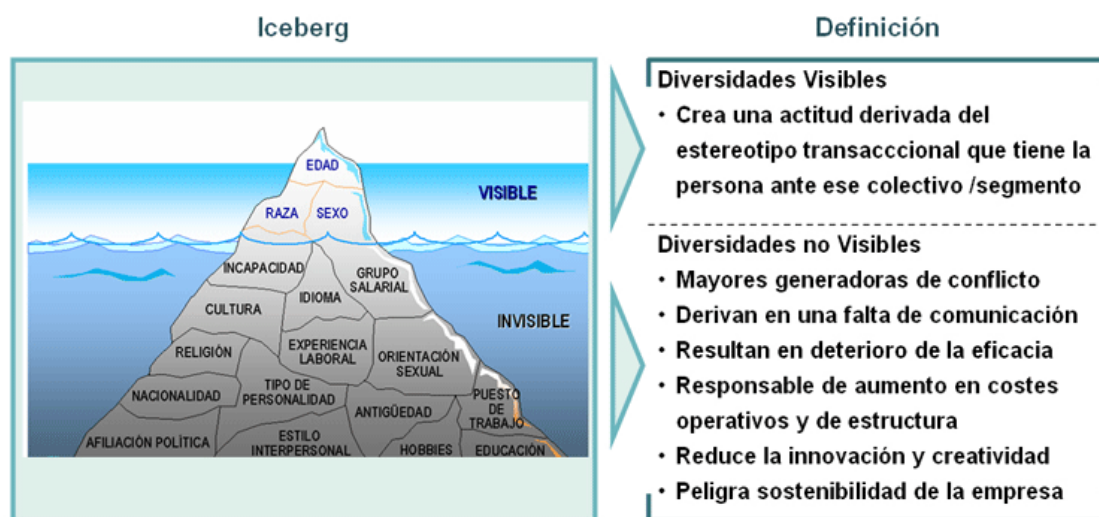 Iceberg
EDAD
RAZA SEXO
VISIBLE
INCAPACIDAD
IDIOMA
GRUPO
SALARIAL
CULTURA
INVISIBLE
RELIGIÓN
EXPERIENCIA
LABORAL
ORIENTACIÓN
SEXUAL
NACIONALIDAD
TIPO DE
PERSONALIDAD
ANTIGÜEDAD
PUESTO
DE
TRABAJO
AFILIACIÓN POLÍTICA
ESTILO
INTERPERSONAL
HOBBIES
EDUCACIÓN
Definición
Diversidades Visibles
• Crea una actitud derivada del
estereotipo transacccional que tiene la
persona ante ese colectivo /segmento
Diversidades no Visibles
• Mayores generadoras de conflicto
• Derivan en una falta de comunicación
• Resultan en deterioro de la eficacia
• Responsable de aumento en costes
operativos y de estructura
• Reduce la innovación y creatividad
• Peligra sostenibilidad de la empresa